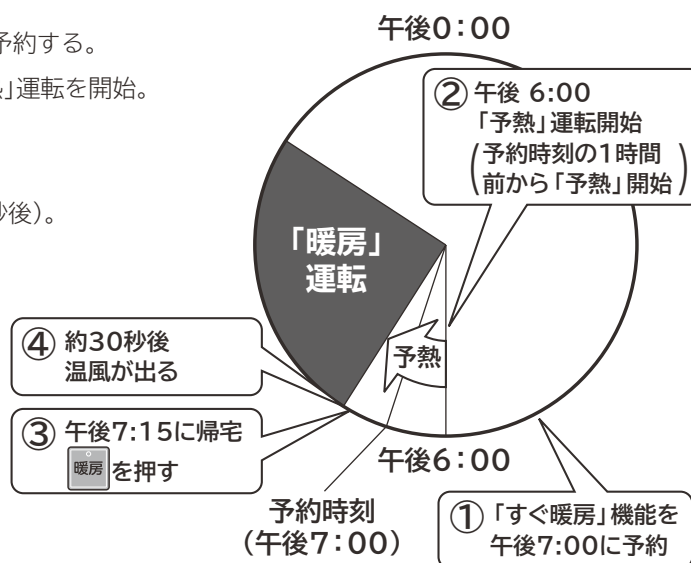 予約する。
」運転を開始。
秒後)。
午後0:00
② 午後 6:00
「予熱」運転開始
(予約時刻の1時間
前から「予熱」開始)
「暖房」
運転
予熱
④ 約30秒後
温風が出る
③ 午後7:15に帰宅
暖房 を押す
午後6:00
予約時刻
(午後7:00)
① 「すぐ暖房」機能を
午後7:00に予約